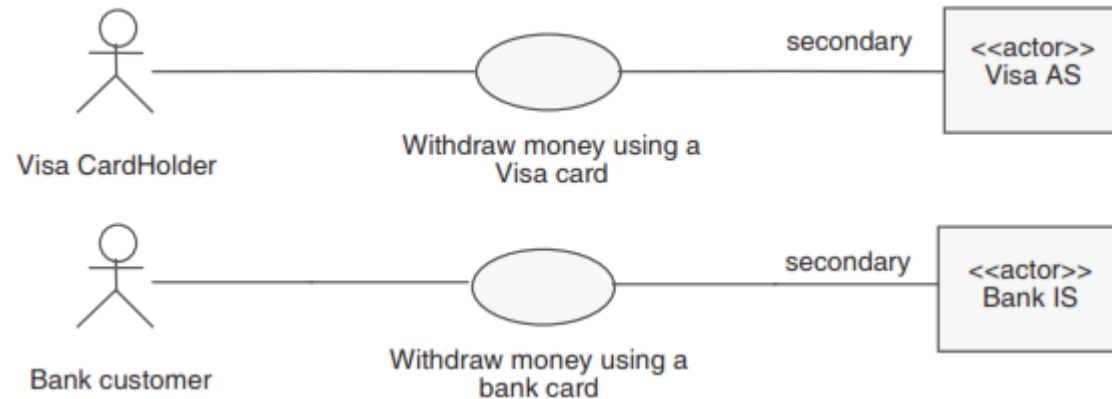 secondary
<<actor>>
Visa AS
Visa CardHolder
Withdraw money using a
Visa card
secondary
<<actor>>
Bank IS
Bank customer
Withdraw money using a
bank card